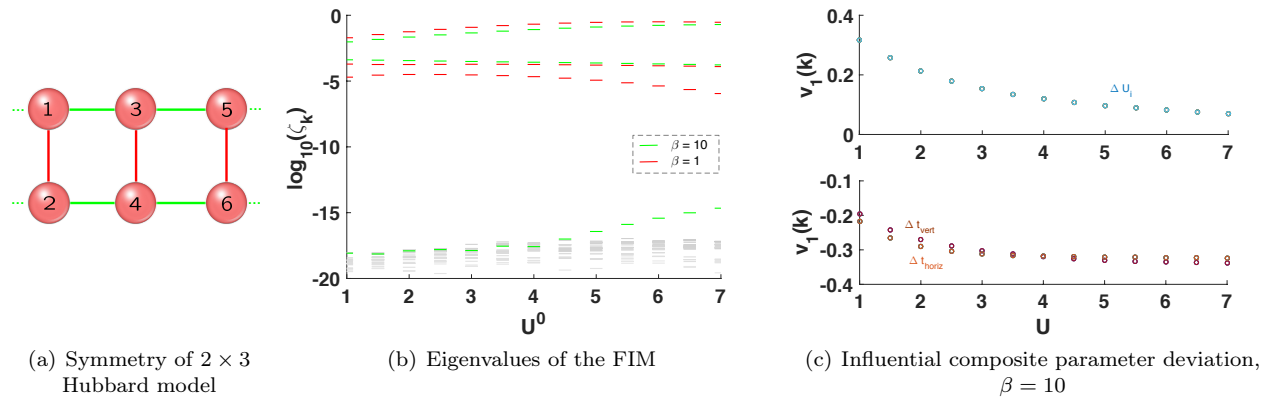 1
3
5
2
4
6
(a) Symmetry of 2 × 3
Hubbard model
0
-5
-10
-15
-20
log₁₀(ζₖ)
β = 10
β = 1
1 2 3 4 5 6 7
U⁰
(b) Eigenvalues of the FIM
0.4
0.2
0
v₁(k)
Δ Uᵢ
1 2 3 4 5 6 7
-0.1
-0.2
-0.3
-0.4
v₁(k)
Δ t_vert
Δ t_horiz
1 2 3 4 5 6 7
U
(c) Influential composite parameter deviation,
β = 10